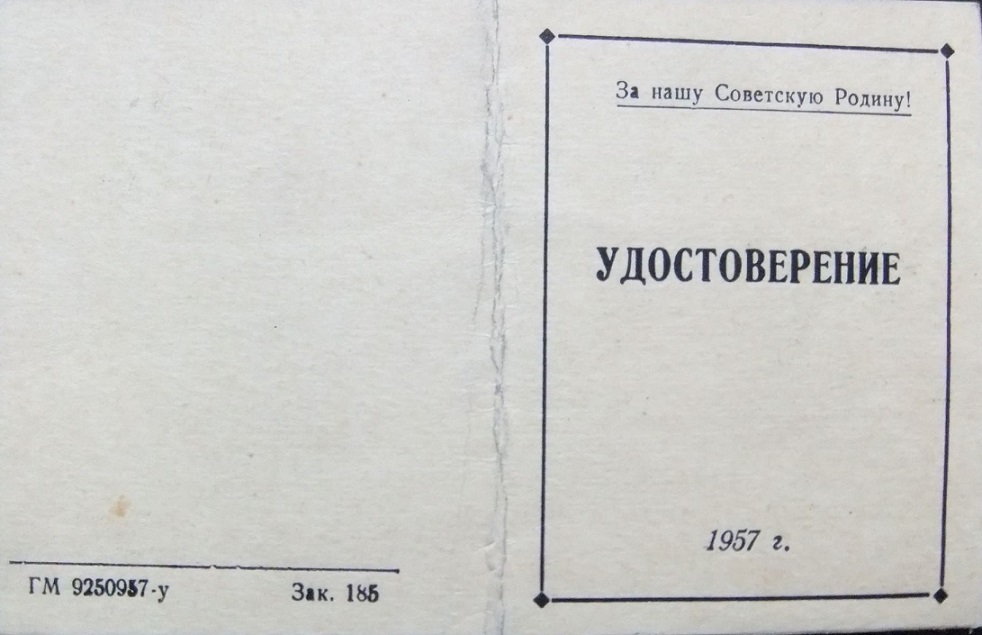 За нашу Советскую Родину!
УДОСТОВЕРЕНИЕ
1957 г.
ГМ 9250957-у Зак. 185